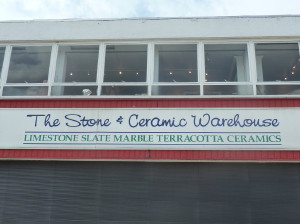 The Stone & Ceramic Warehouse
LIMESTONE SLATE MARBLE TERRACOTTA CERAMICS